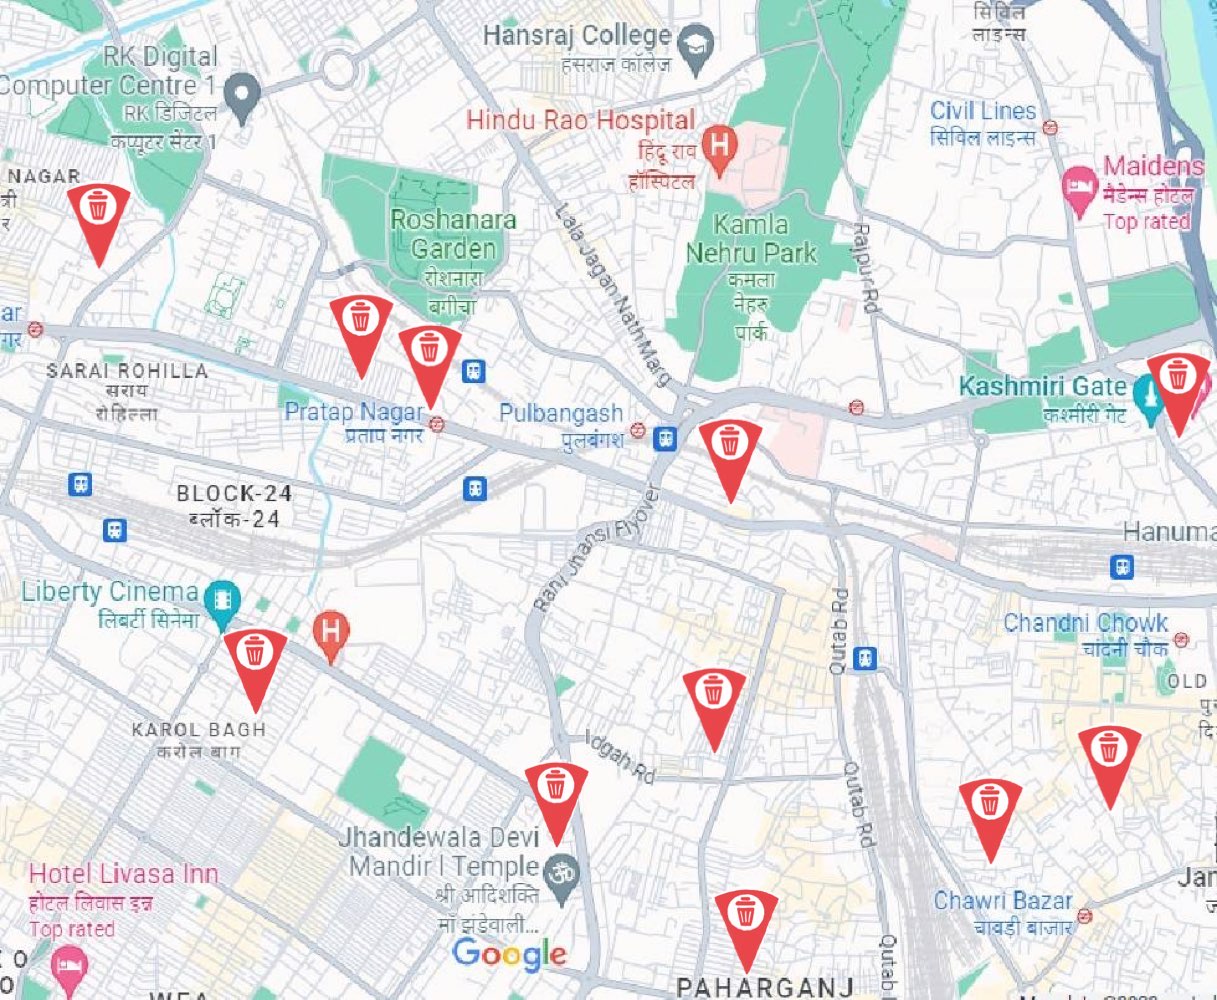 सिविल
लाइन्स
Hansraj College
हंसराज कॉलेज
RK Digital
Computer Centre 1
RK डिजिटल
कंप्यूटर सेंटर 1
Civil Lines
सिविल लाइन्स
Hindu Rao Hospital
हिंदू राव
हॉस्पिटल
H
Maidens
मैडेन्स होटल
Top rated
NAGAR
Roshanara
Garden
रोशनारा
बगीचा
Lala Jagan Nath Marg
Kamla
Nehru Park
कमला
नेहरू
पार्क
Rajpur Rd
ar
गर
SARAI ROHILLA
सराय
रोहिल्ला
Pratap Nagar
प्रताप नगर
Pulbangash
पुलबंगश
Kashmiri Gate
कश्मीरी गेट
BLOCK-24
ब्लॉक-24
Rani Jhansi Flyover
Hanuma
Liberty Cinema
लिबर्टी सिनेमा
H
Qutab Rd
Chandni Chowk
चांदनी चौक
OLD
KAROL BAGH
करोल बाग
Idgah Rd
Qutab Rd
Jhandewala Devi
Mandir | Temple
श्री आदिशक्ति
माँ झंडेवाली...
Hotel Livasa Inn
होटल लिवास इन्न
Top rated
Chawri Bazar
चावड़ी बाजार
Jar
Google
Qutab
PAHARGANJ